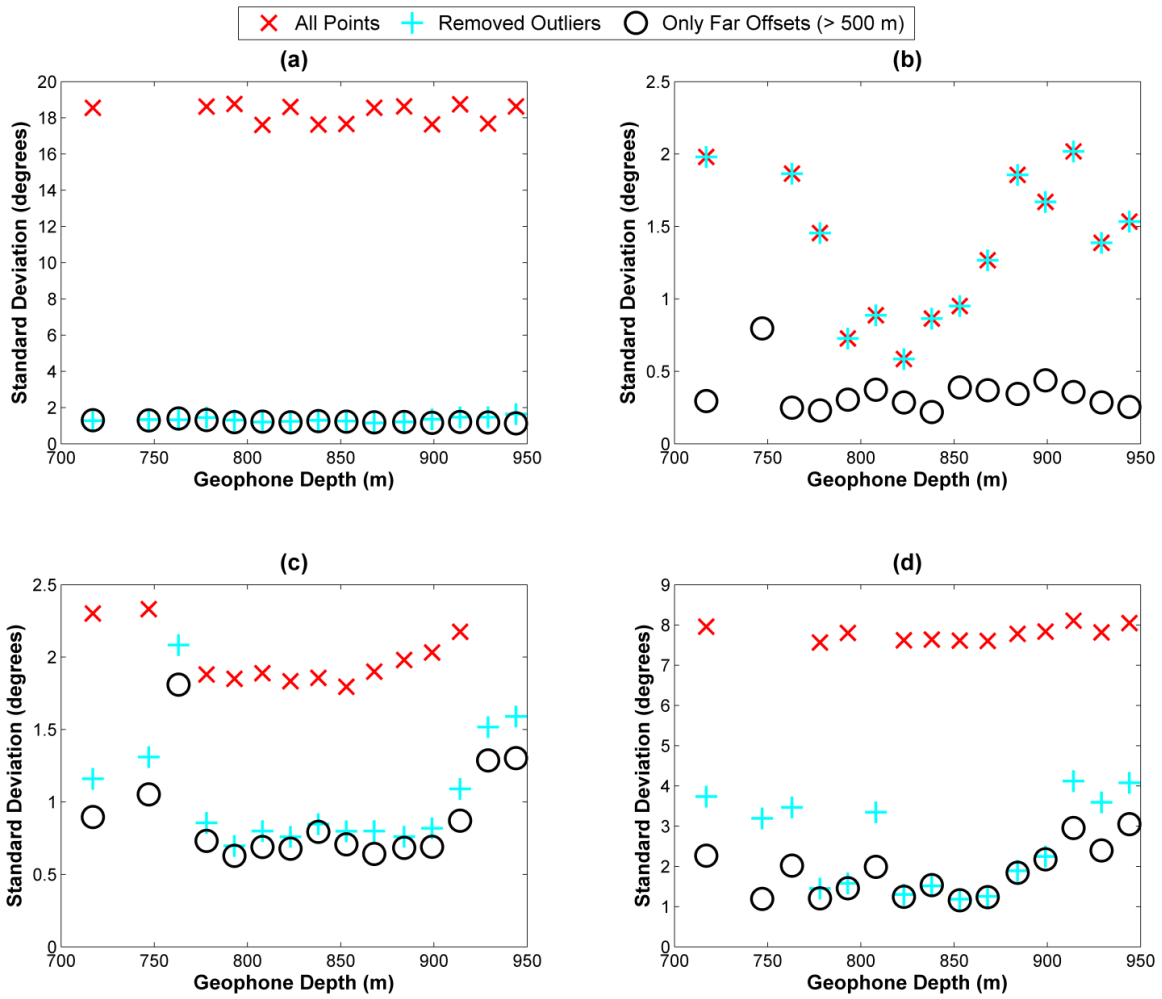 All Points Removed Outliers Only Far Offsets (> 500 m)
(a)
20
18
16
14
12
10
8
6
4
2
0
Standard Deviation (degrees)
700 750 800 850 900 950
Geophone Depth (m)
(b)
2.5
2
1.5
1
0.5
0
Standard Deviation (degrees)
700 750 800 850 900 950
Geophone Depth (m)
(c)
2.5
2
1.5
1
0.5
0
Standard Deviation (degrees)
700 750 800 850 900 950
Geophone Depth (m)
(d)
9
8
7
6
5
4
3
2
1
0
Standard Deviation (degrees)
700 750 800 850 900 950
Geophone Depth (m)